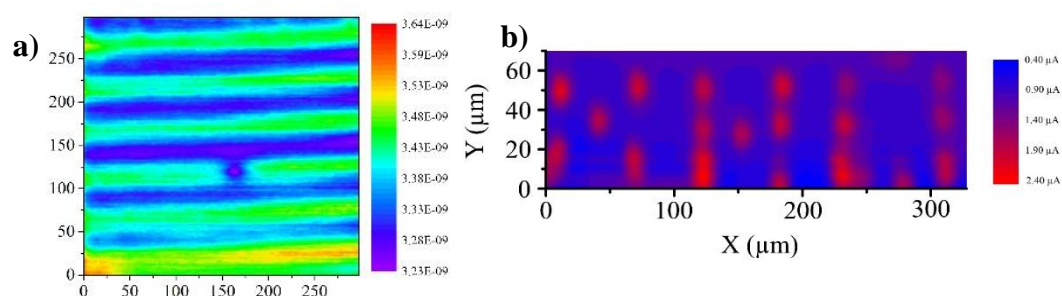 a)
300
250
200
150
100
50
0
0 50 100 150 200 250
3.64E-09
3.59E-09
3.53E-09
3.48E-09
3.43E-09
3.38E-09
3.33E-09
3.28E-09
3.23E-09
b)
Y (µm)
60
40
20
0
0 100 200 300
X (µm)
0.40 µA
0.90 µA
1.40 µA
1.90 µA
2.40 µA